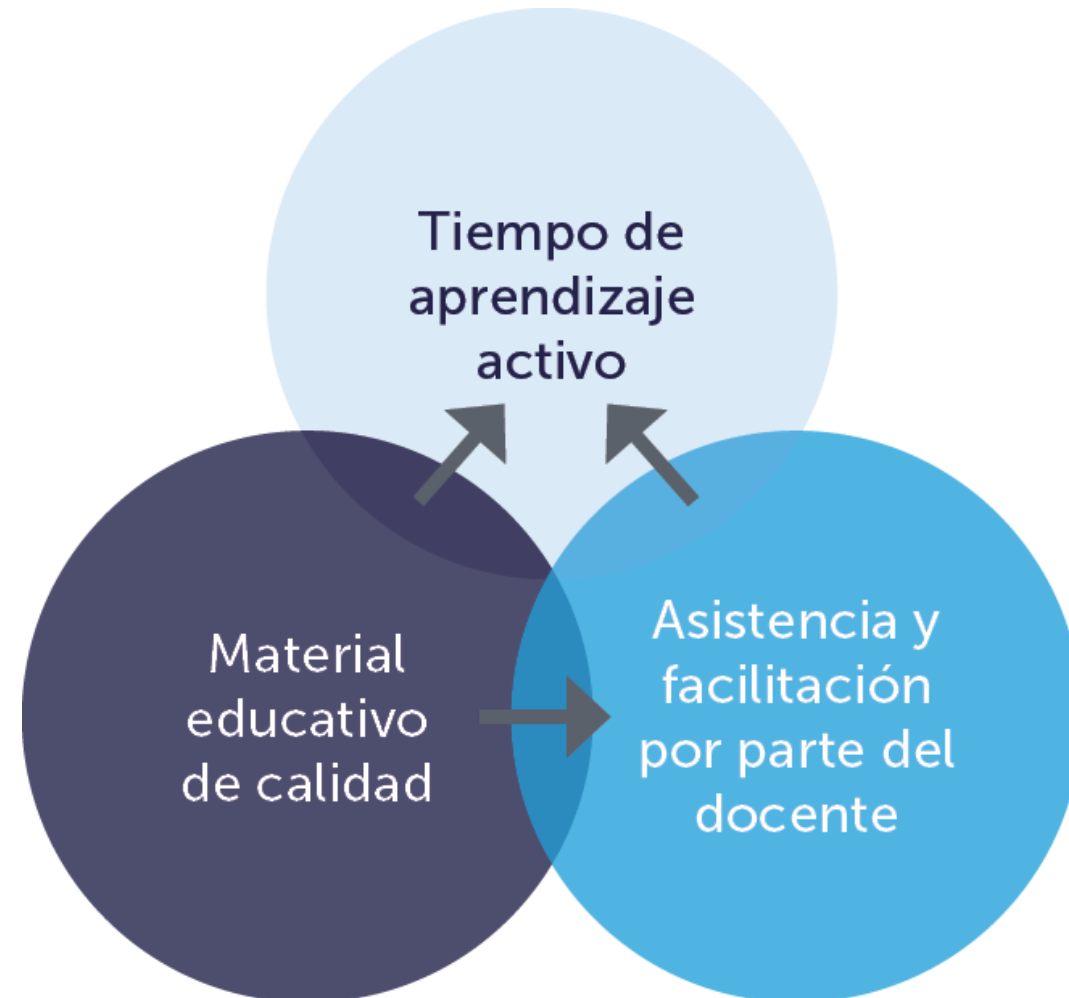 Tiempo de
aprendizaje
activo
Material
educativo
de calidad
Asistencia y
facilitación
por parte del
docente